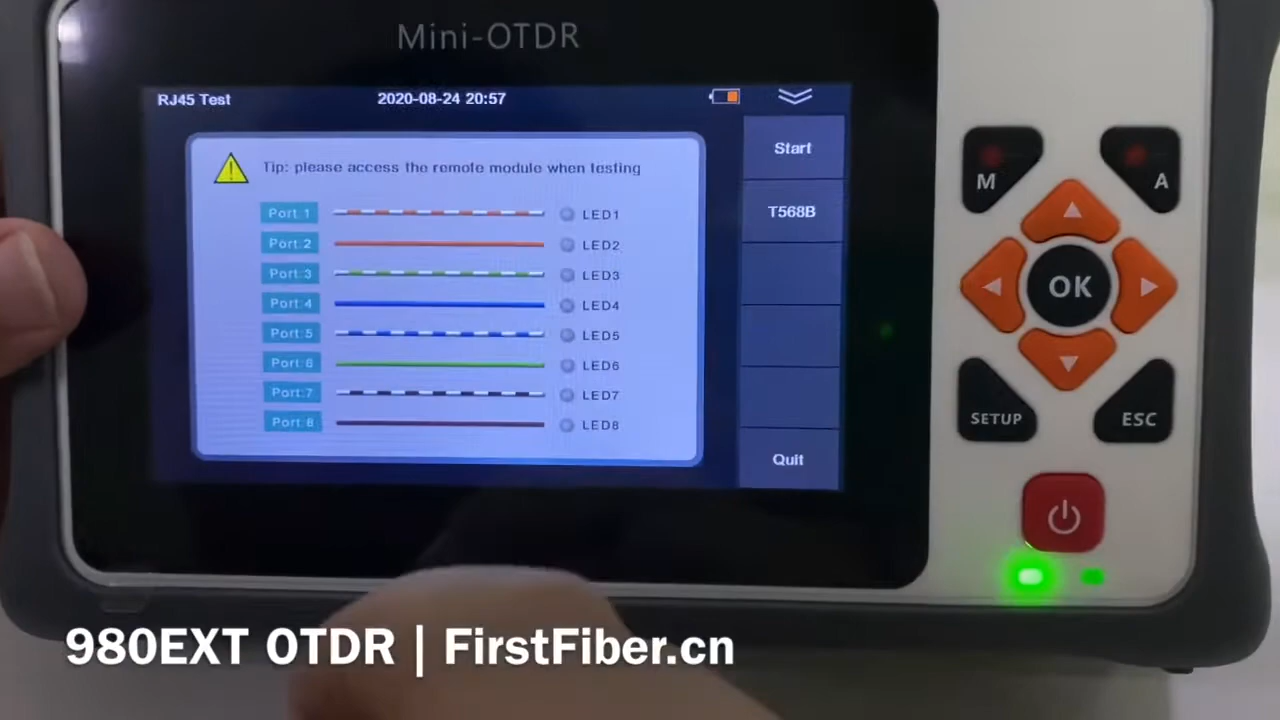 Mini-OTDR
RJ45 Test 2020-08-24 20:57
Tip: please access the remote module when testing
Port:1 LED1
Port:2 LED2
Port:3 LED3
Port:4 LED4
Port:5 LED5
Port:6 LED6
Port:7 LED7
Port:8 LED8
Start
T568B
Quit
M
A
OK
SETUP
ESC
980EXT OTDR | FirstFiber.cn